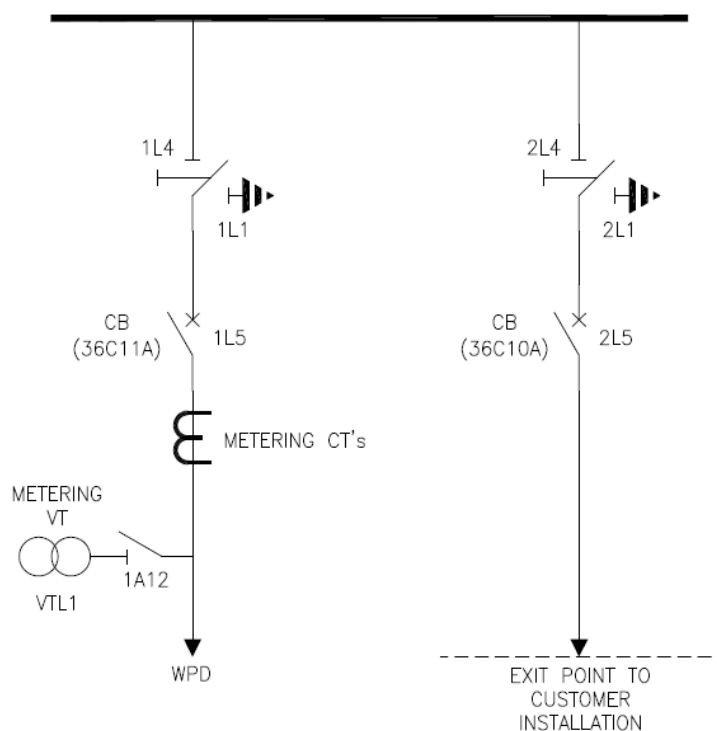 1L4
2L4
1L1
2L1
CB
(36C11A)
1L5
CB
(36C10A)
2L5
METERING CT's
METERING
VT
1A12
VTL1
WPD
EXIT POINT TO
CUSTOMER
INSTALLATION